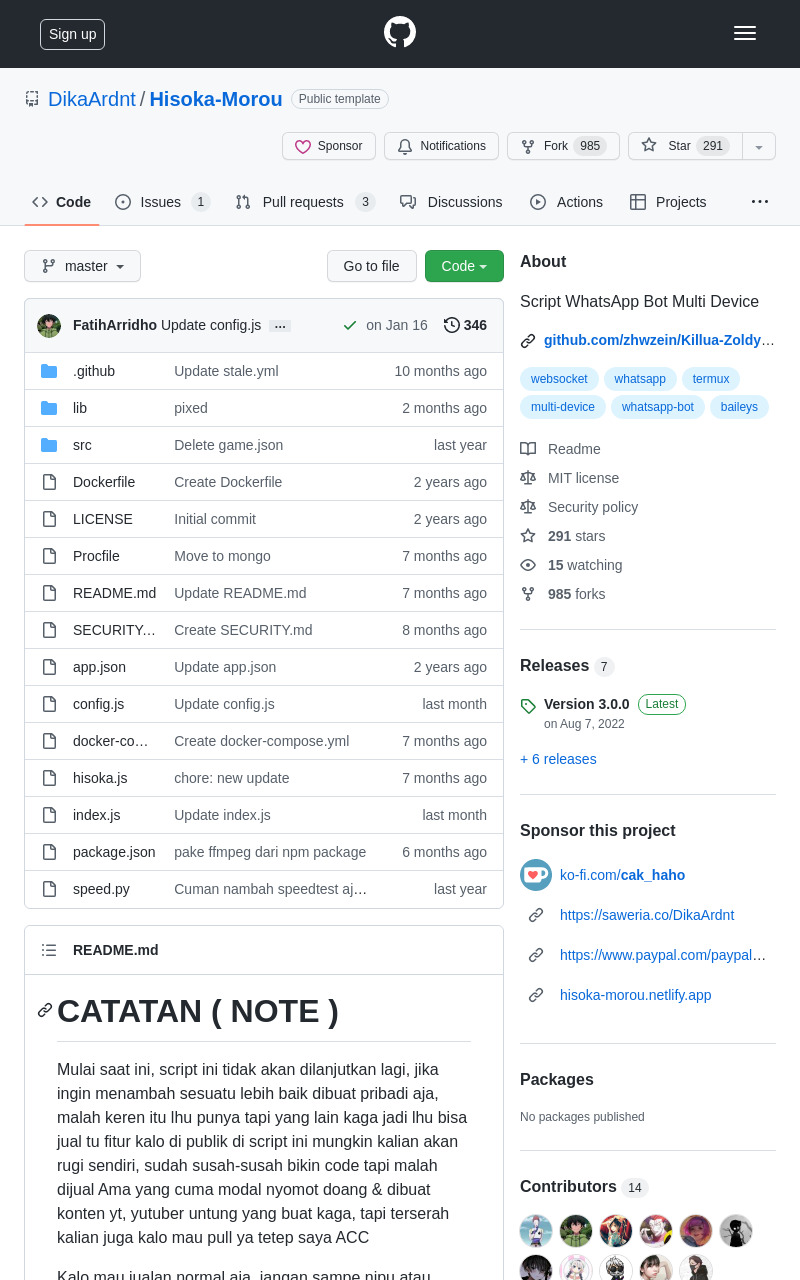 Sign up
DikaArdnt / Hisoka-Morou Public template
Sponsor Notifications Fork 985 Star 291
Code Issues 1 Pull requests 3 Discussions Actions Projects
master Go to file Code
FatihArridho Update config.js … on Jan 16 346
.github Update stale.yml 10 months ago
lib pixed 2 months ago
src Delete game.json last year
Dockerfile Create Dockerfile 2 years ago
LICENSE Initial commit 2 years ago
Procfile Move to mongo 7 months ago
README.md Update README.md 7 months ago
SECURITY… Create SECURITY.md 8 months ago
app.json Update app.json 2 years ago
config.js Update config.js last month
docker-co… Create docker-compose.yml 7 months ago
hisoka.js chore: new update 7 months ago
index.js Update index.js last month
package.json pake ffmpeg dari npm package 6 months ago
speed.py Cuman nambah speedtest aj… last year
README.md
CATATAN ( NOTE )
Mulai saat ini, script ini tidak akan dilanjutkan lagi, jika
ingin menambah sesuatu lebih baik dibuat pribadi aja,
malah keren itu lhu punya tapi yang lain kaga jadi lhu bisa
jual tu fitur kalo di publik di script ini mungkin kalian akan
rugi sendiri, sudah susah-susah bikin code tapi malah
dijual Ama yang cuma modal nyomot doang & dibuat
konten yt, yutuber untung yang buat kaga, tapi terserah
kalian juga kalo mau pull ya tetep saya ACC
Kalo mau jualan normal aja, jangan sampe nipu atau
About
Script WhatsApp Bot Multi Device
github.com/zhwzein/Killua-Zoldy…
websocket whatsapp termux
multi-device whatsapp-bot baileys
Readme
MIT license
Security policy
291 stars
15 watching
985 forks
Releases 7
Version 3.0.0 Latest
on Aug 7, 2022
+ 6 releases
Sponsor this project
ko-fi.com/cak_haho
https://saweria.co/DikaArdnt
https://www.paypal.com/paypal…
hisoka-morou.netlify.app
Packages
No packages published
Contributors 14